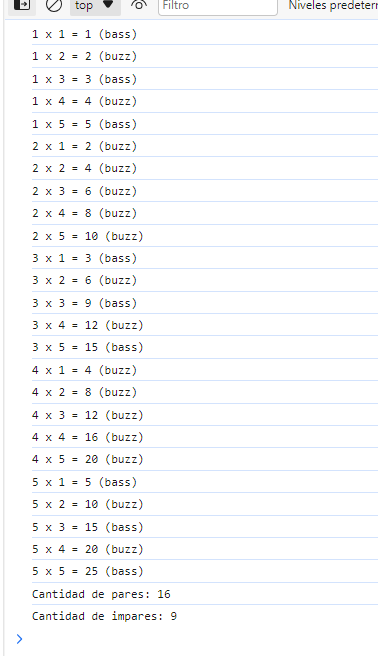 top Filtro Niveles predeterm
1 x 1 = 1 (bass)
1 x 2 = 2 (buzz)
1 x 3 = 3 (bass)
1 x 4 = 4 (buzz)
1 x 5 = 5 (bass)
2 x 1 = 2 (buzz)
2 x 2 = 4 (buzz)
2 x 3 = 6 (buzz)
2 x 4 = 8 (buzz)
2 x 5 = 10 (buzz)
3 x 1 = 3 (bass)
3 x 2 = 6 (buzz)
3 x 3 = 9 (bass)
3 x 4 = 12 (buzz)
3 x 5 = 15 (bass)
4 x 1 = 4 (buzz)
4 x 2 = 8 (buzz)
4 x 3 = 12 (buzz)
4 x 4 = 16 (buzz)
4 x 5 = 20 (buzz)
5 x 1 = 5 (bass)
5 x 2 = 10 (buzz)
5 x 3 = 15 (bass)
5 x 4 = 20 (buzz)
5 x 5 = 25 (bass)
Cantidad de pares: 16
Cantidad de impares: 9